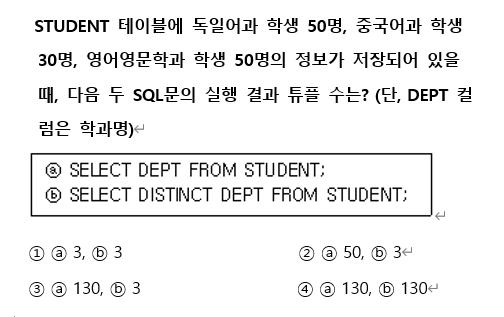 STUDENT 테이블에 독일어과 학생 50명, 중국어과 학생
30명, 영어영문학과 학생 50명의 정보가 저장되어 있을
때, 다음 두 SQL문의 실행 결과 튜플 수는? (단, DEPT 컬
럼은 학과명)↵
ⓐ SELECT DEPT FROM STUDENT;
ⓑ SELECT DISTINCT DEPT FROM STUDENT;
↵
① ⓐ 3, ⓑ 3 ② ⓐ 50, ⓑ 3↵
③ ⓐ 130, ⓑ 3 ④ ⓐ 130, ⓑ 130↵